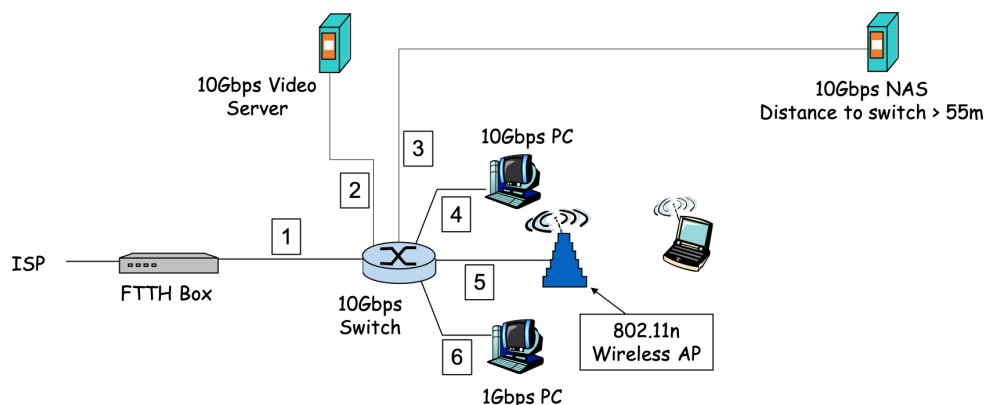 10Gbps Video
Server
10Gbps NAS
Distance to switch > 55m
10Gbps PC
3
2
4
1
ISP
FTTH Box
10Gbps
Switch
5
802.11n
Wireless AP
6
1Gbps PC